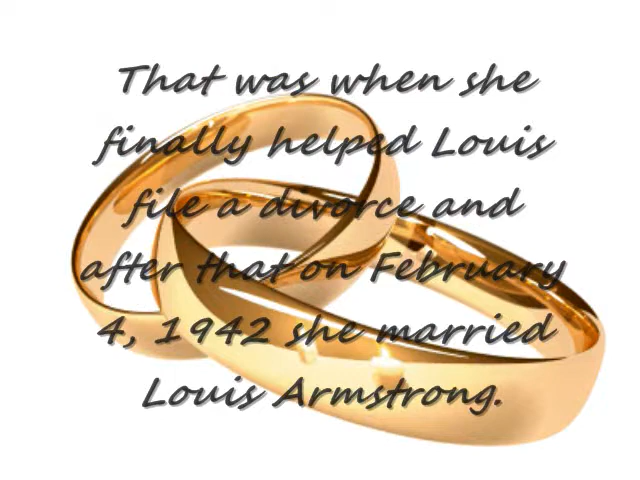 That was when she
finally helped Louis
file a divorce and
after that on February
4, 1942 she married
Louis Armstrong.